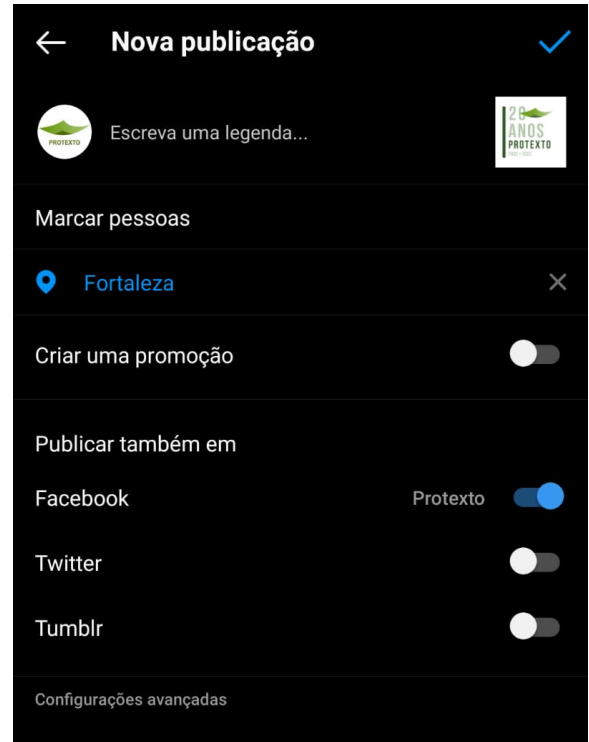 Nova publicação
PROTEXTO
Escreva uma legenda...
20
ANOS
PROTEXTO
Marcar pessoas
Fortaleza
Criar uma promoção
Publicar também em
Facebook
Protexto
Twitter
Tumblr
Configurações avançadas